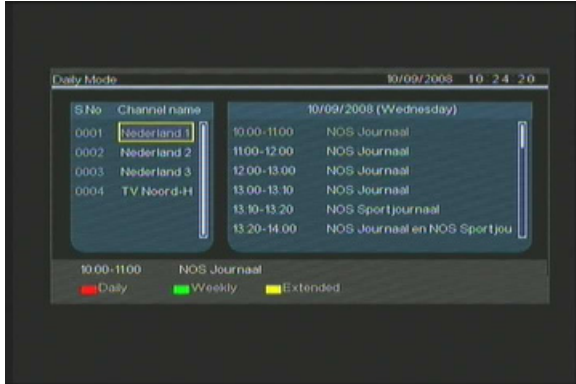 Daily Mode 10/09/2008 10 24 20
S.No Channel name 10/09/2008 (Wednesday)
0001 Nederland 1 10:00-11:00 NOS Journaal
0002 Nederland 2 11:00-12:00 NOS Journaal
0003 Nederland 3 12:00-13:00 NOS Journaal
0004 TV Noord-H 13:00-13:10 NOS Journaal
13:10-13:20 NOS Sportjournaal
13:20-14:00 NOS Journaal en NOS Sportjou
10:00-11:00 NOS Journaal
Daily Weekly Extended